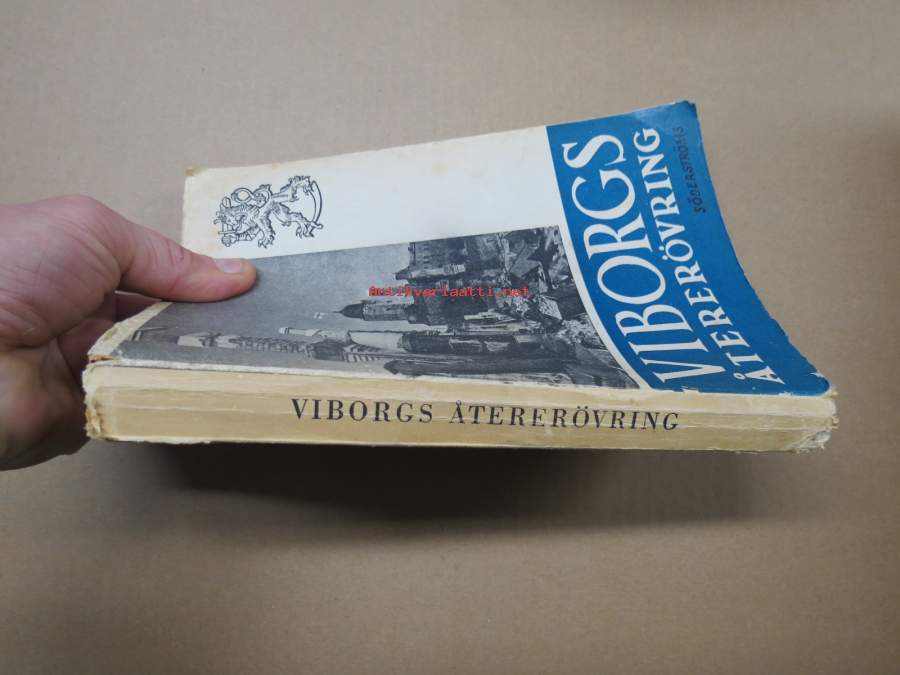 VIBORGS
ÅTERERÖVRING
SÖDERSTRÖMS
antikvariaatti.net
VIBORGS ÅTERERÖVRING